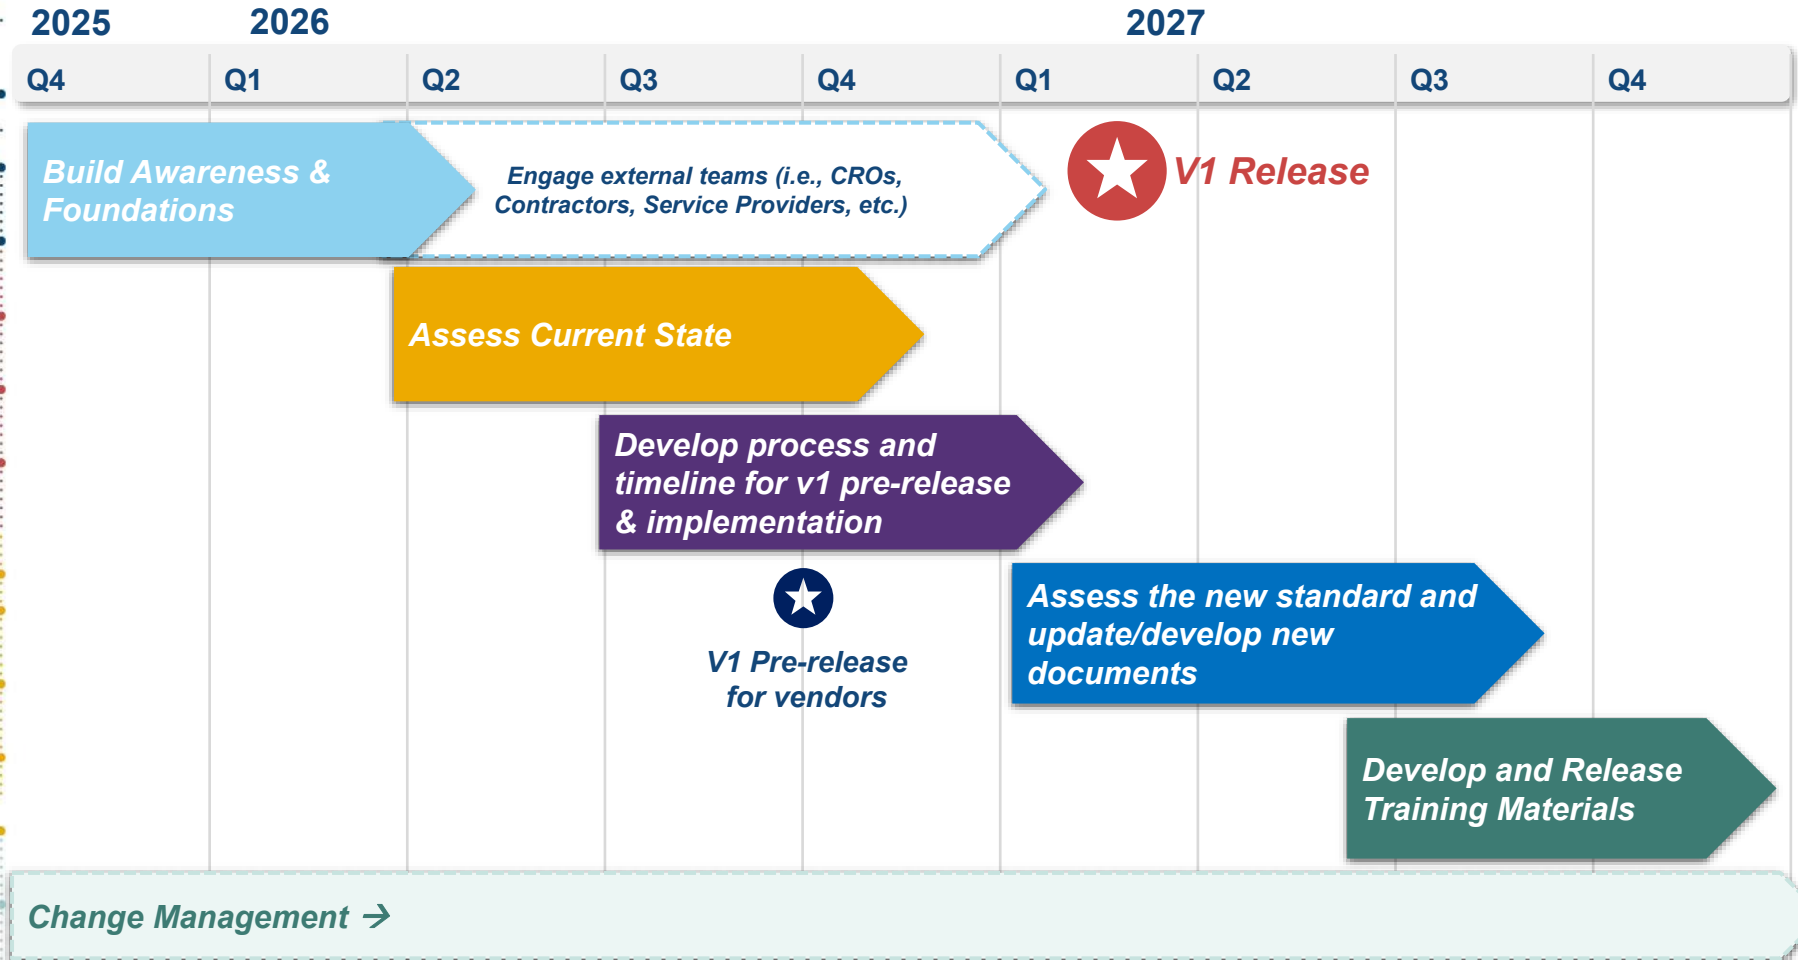 2025 2026 2027
Q4 Q1 Q2 Q3 Q4 Q1 Q2 Q3 Q4
Build Awareness &
Foundations
Engage external teams (i.e., CROs,
Contractors, Service Providers, etc.)
V1 Release
Assess Current State
Develop process and
timeline for v1 pre-release
& implementation
V1 Pre-release
for vendors
Assess the new standard and
update/develop new
documents
Develop and Release
Training Materials
Change Management →